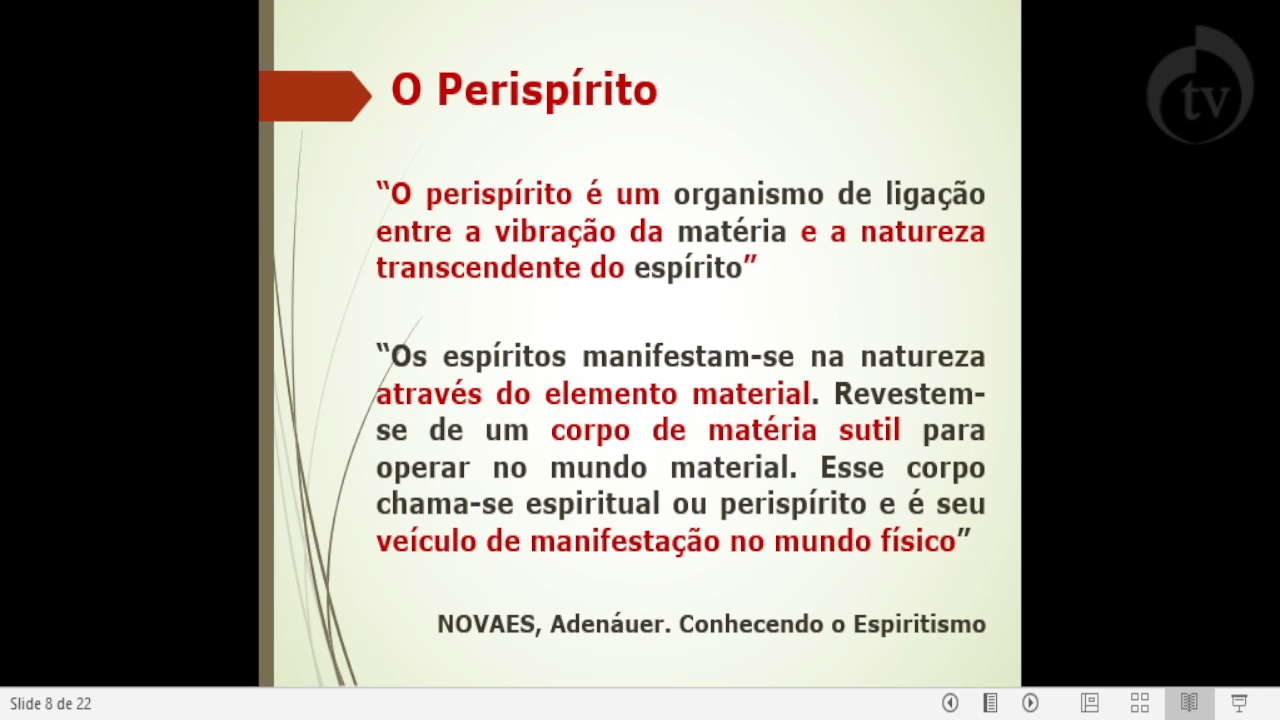 tv
O Perispírito
“O perispírito é um organismo de ligação
entre a vibração da matéria e a natureza
transcendente do espírito”
“Os espíritos manifestam-se na natureza
através do elemento material. Revestem-
se de um corpo de matéria sutil para
operar no mundo material. Esse corpo
chama-se espiritual ou perispírito e é seu
veículo de manifestação no mundo físico”
NOVAES, Adenáuer. Conhecendo o Espiritismo
Slide 8 de 22